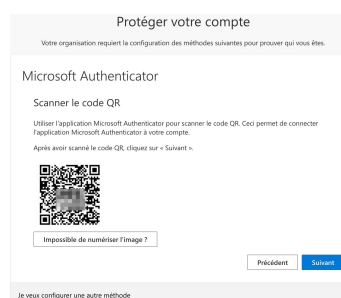 Protéger votre compte
Votre organisation requiert la configuration des méthodes suivantes pour prouver qui vous êtes.
Microsoft Authenticator
Scanner le code QR
Utiliser l'application Microsoft Authenticator pour scanner le code QR. Ceci permet de connecter
l'application Microsoft Authenticator à votre compte.
Après avoir scanné le code QR, cliquez sur « Suivant ».
Impossible de numériser l'image ?
Précédent
Suivant
Je veux configurer une autre méthode